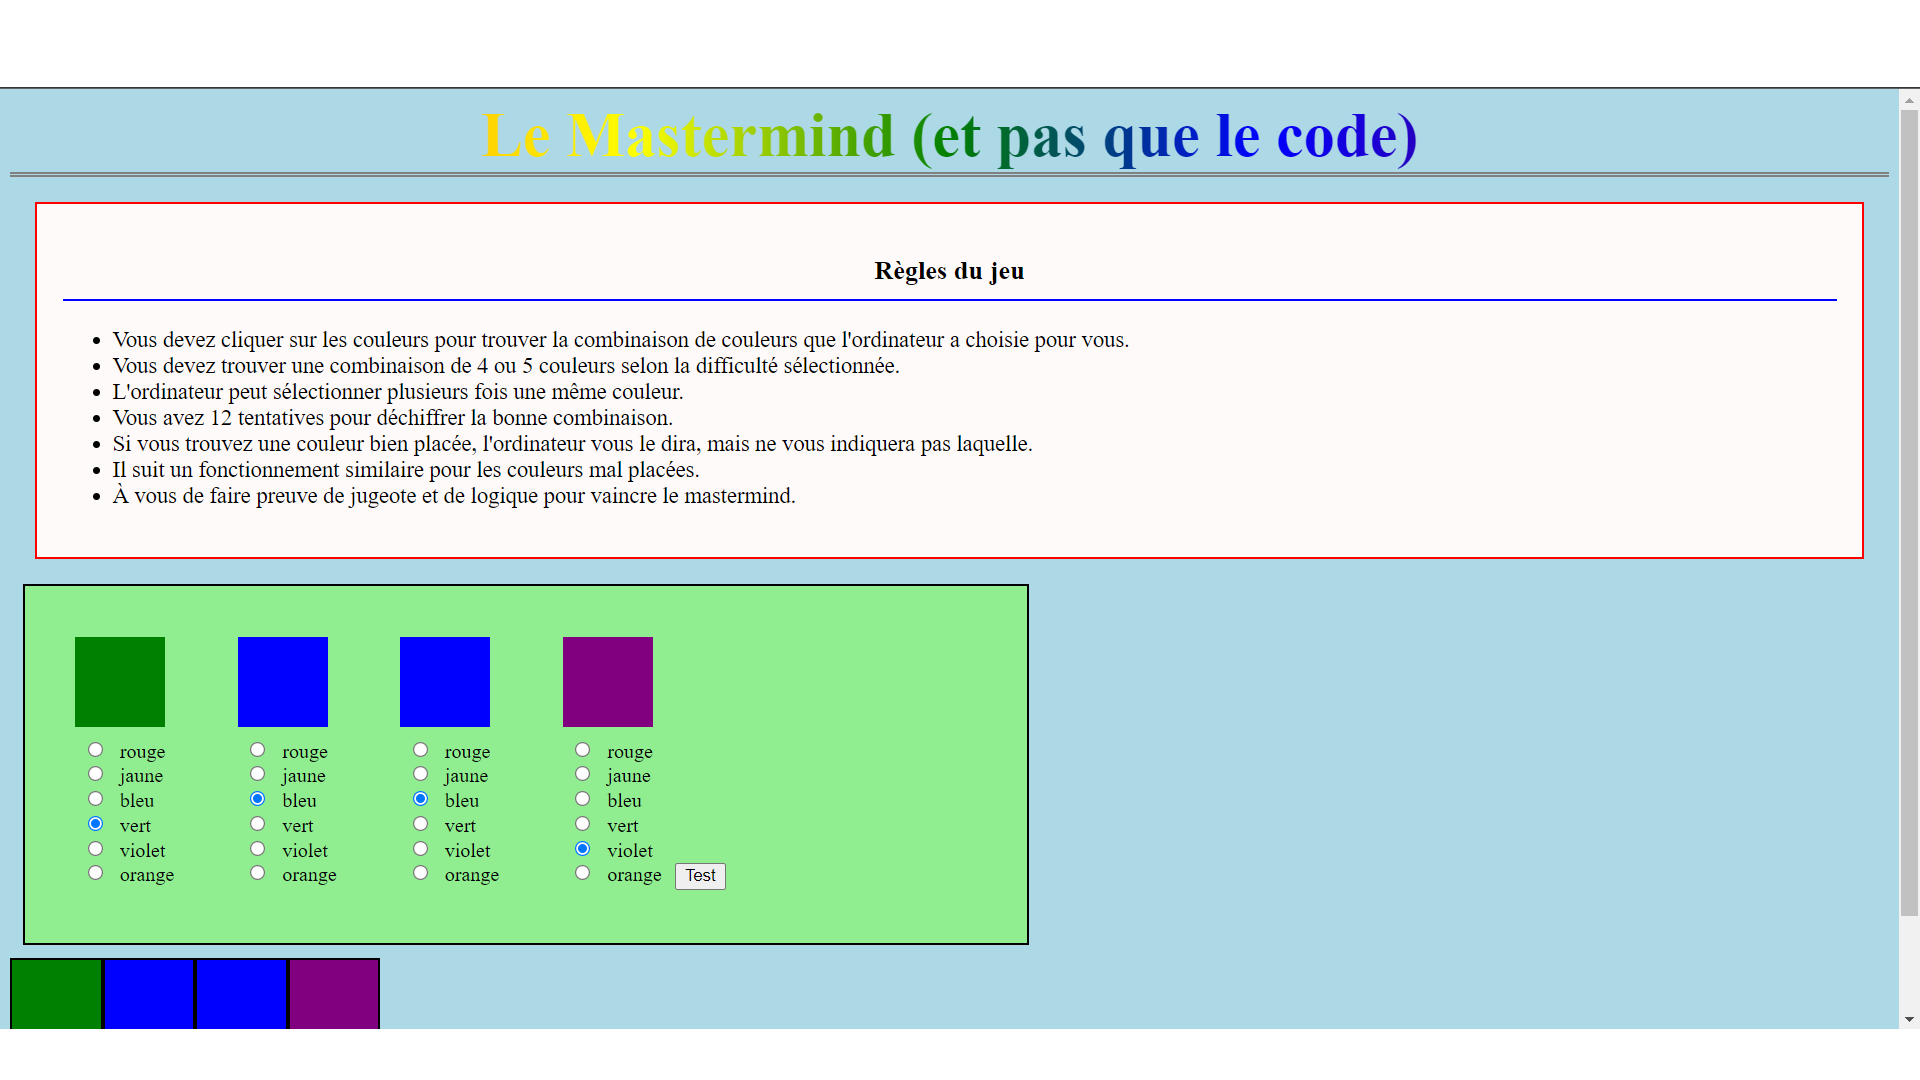 Le Mastermind (et pas que le code)
Règles du jeu
Vous devez cliquer sur les couleurs pour trouver la combinaison de couleurs que l'ordinateur a choisie pour vous.
Vous devez trouver une combinaison de 4 ou 5 couleurs selon la difficulté sélectionnée.
L'ordinateur peut sélectionner plusieurs fois une même couleur.
Vous avez 12 tentatives pour déchiffrer la bonne combinaison.
Si vous trouvez une couleur bien placée, l'ordinateur vous le dira, mais ne vous indiquera pas laquelle.
Il suit un fonctionnement similaire pour les couleurs mal placées.
À vous de faire preuve de jugeote et de logique pour vaincre le mastermind.
rouge rouge rouge rouge
jaune jaune jaune jaune
bleu bleu bleu bleu
vert vert vert vert
violet violet violet violet
orange orange orange orange Test